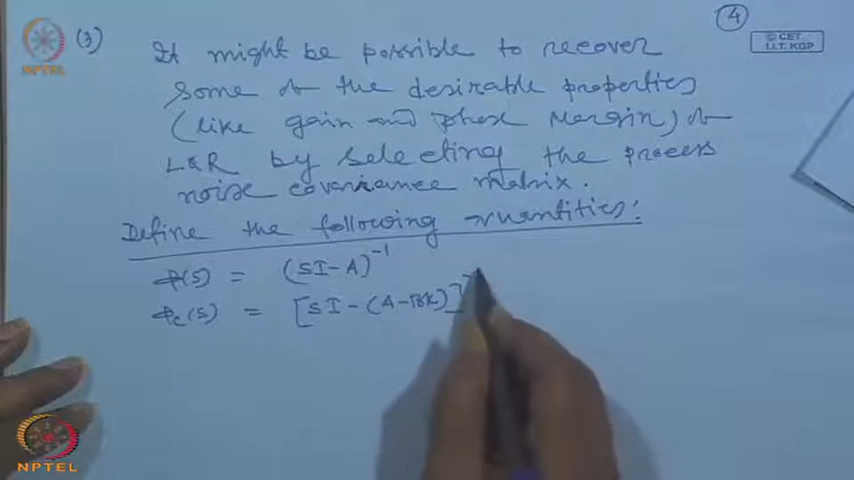 (3) It might be possible to recover
some of the desirable properties
(like gain and phase Margin) of
LQR by selecting the process
noise covariance matrix.
Define the following quantities:
Φ(s) = (SI-A)⁻¹
Φc(s) = [SI-(A-BK)]
4
© CET
I.I.T. KGP
NPTEL
NPTEL